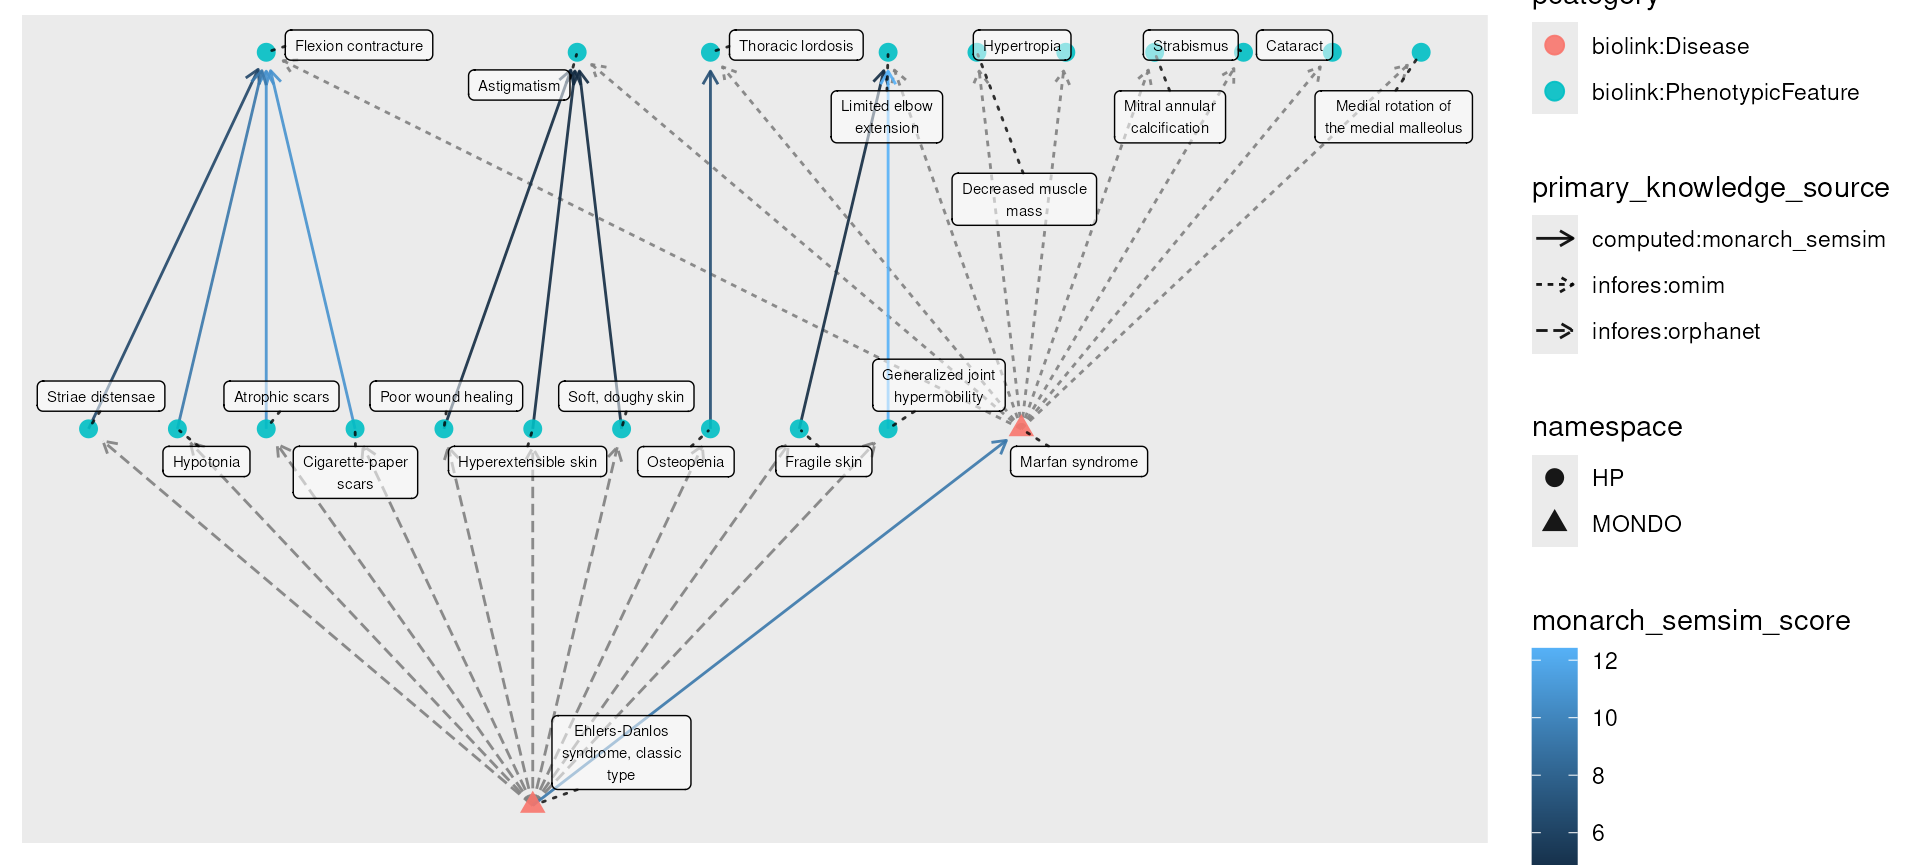 pcategory
biolink:Disease
biolink:PhenotypicFeature
primary_knowledge_source
computed:monarch_semsim
infores:omim
infores:orphanet
namespace
HP
MONDO
monarch_semsim_score
12
10
8
6
Flexion contracture
Thoracic lordosis
Hypertropia
Strabismus
Cataract
Astigmatism
Limited elbow
extension
Mitral annular
calcification
Medial rotation of
the medial malleolus
Decreased muscle
mass
Generalized joint
hypermobility
Striae distensae
Atrophic scars
Poor wound healing
Soft, doughy skin
Hypotonia
Cigarette-paper
scars
Hyperextensible skin
Osteopenia
Fragile skin
Marfan syndrome
Ehlers-Danlos
syndrome, classic
type